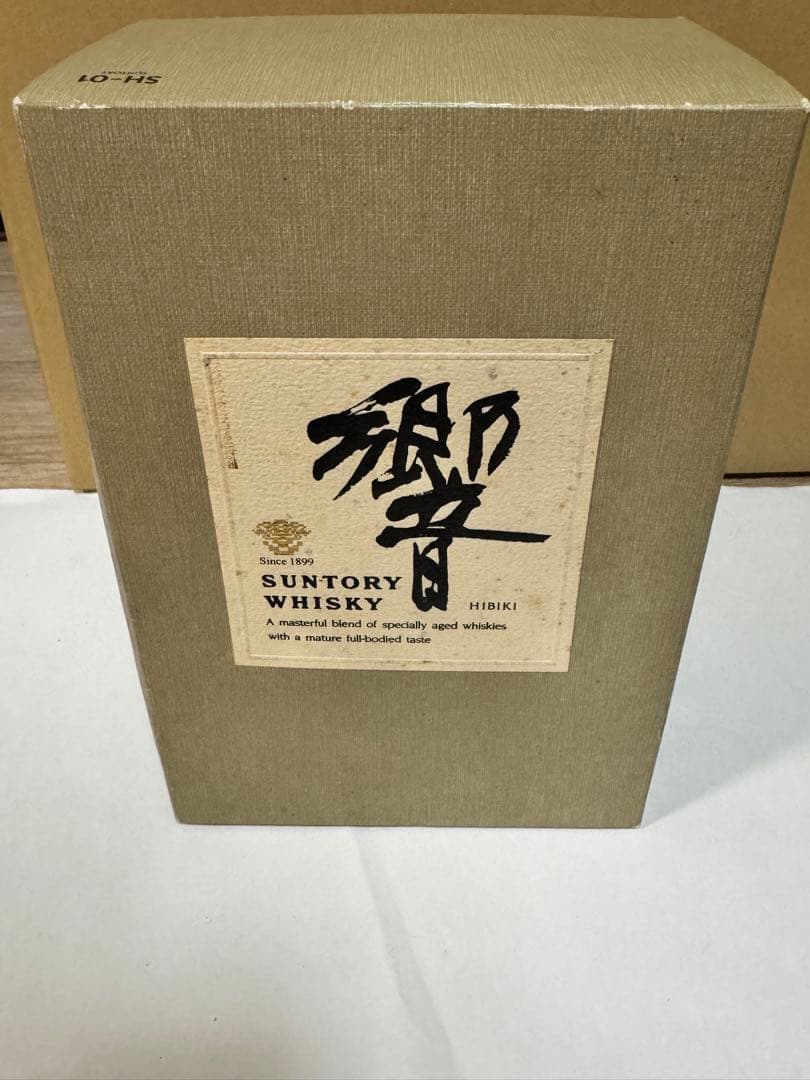 SH-01
SUNTORY
響
Since 1899
SUNTORY
WHISKY
HIBIKI
A masterful blend of specially aged whiskies
with a mature full-bodied taste